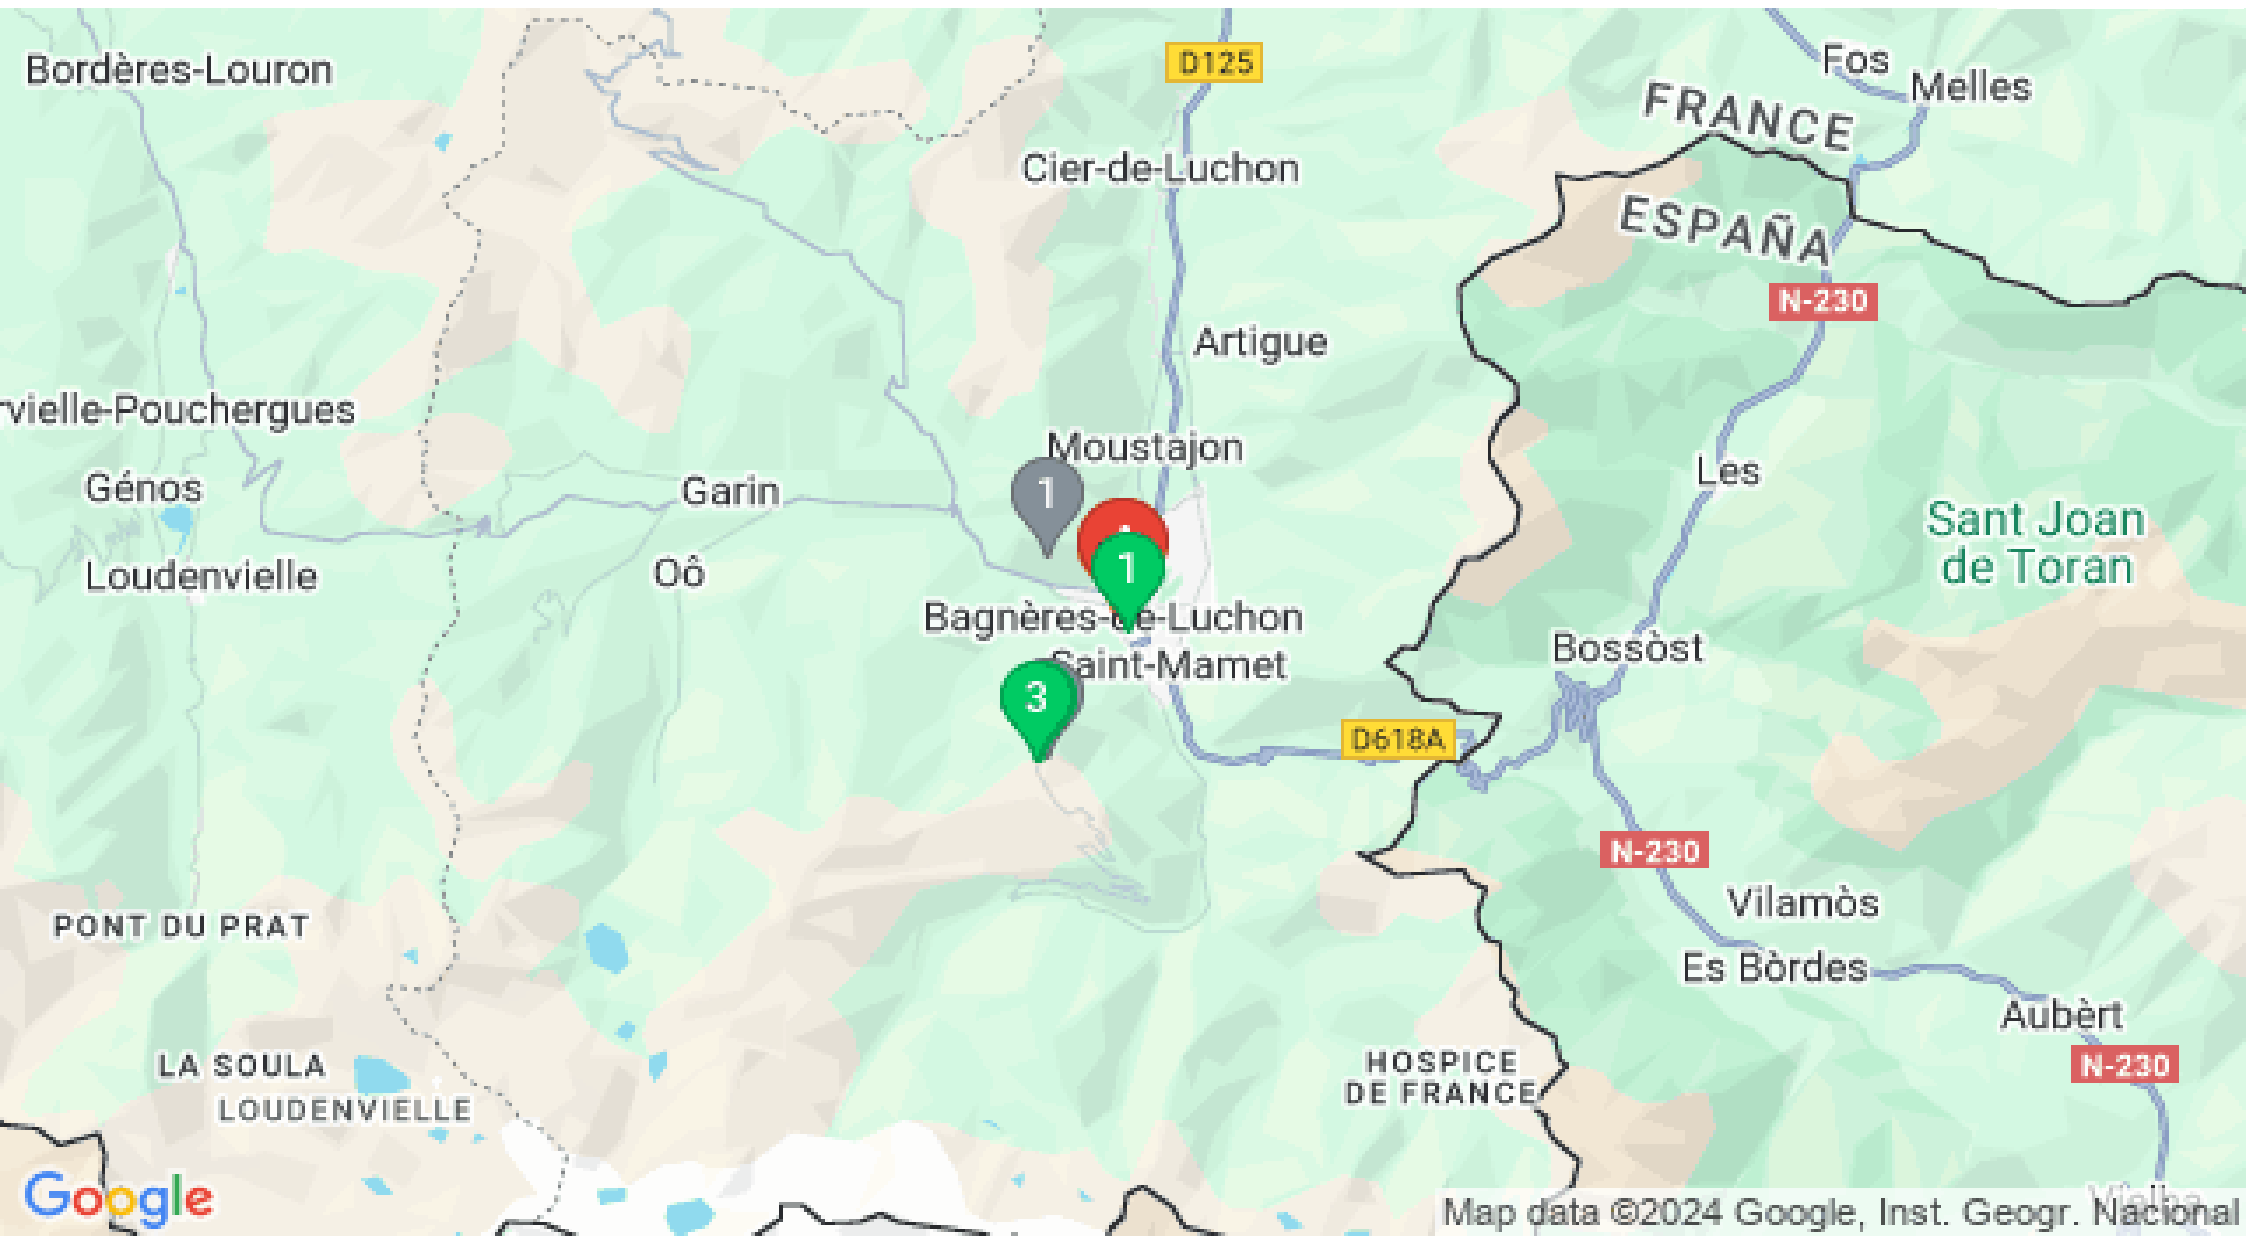 Bordères-Louron
D125
Fos
Melles
FRANCE
Cier-de-Luchon
ESPAÑA
N-230
Artigue
rvielle-Pouchergues
Moustajon
Les
Génos
Garin
1
Sant Joan
de Toran
1
Loudenvielle
Oô
Bagnères-de-Luchon
Bossòst
Saint-Mamet
3
D618A
N-230
Vilamòs
PONT DU PRAT
Es Bòrdes
Aubèrt
LA SOULA
HOSPICE
DE FRANCE
N-230
LOUDENVIELLE
Google
Vielha
Map data ©2024 Google, Inst. Geogr. Nacional